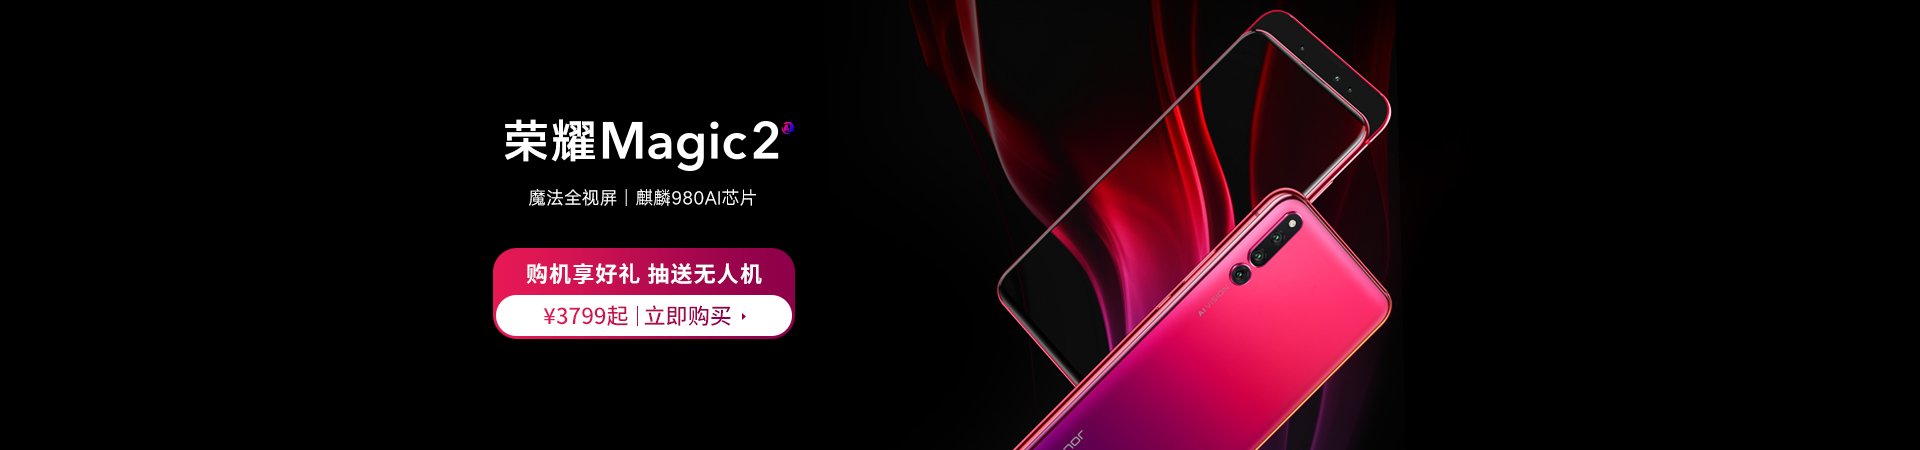 荣耀Magic2 AI
魔法全视屏｜麒麟980AI芯片
购机享好礼 抽送无人机
¥3799起｜立即购买
AI VISION
honor